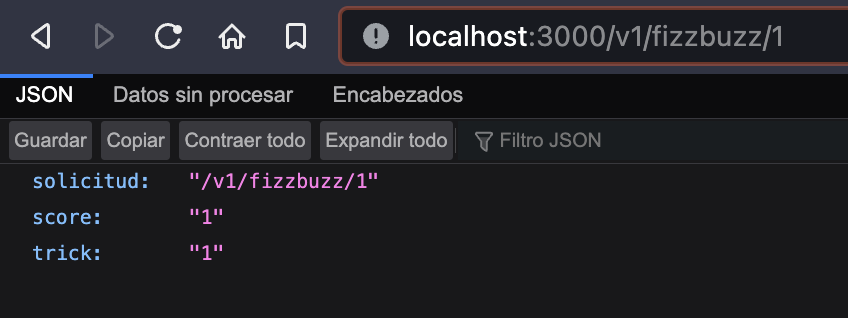 localhost:3000/v1/fizzbuzz/1
JSON Datos sin procesar Encabezados
Guardar Copiar Contraer todo Expandir todo Filtro JSON
solicitud: "/v1/fizzbuzz/1"
score: "1"
trick: "1"